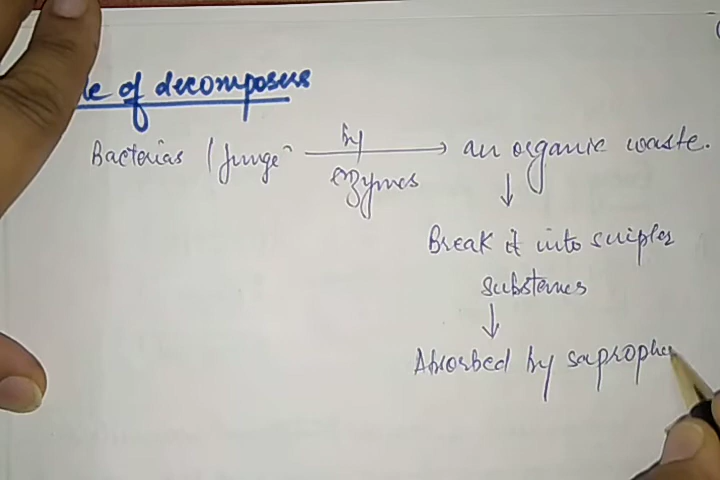 le of decomposers
Bacterias / fungi by enzymes → an organic waste.
↓
Break it into simpler
substances
↓
Absorbed by saprophy